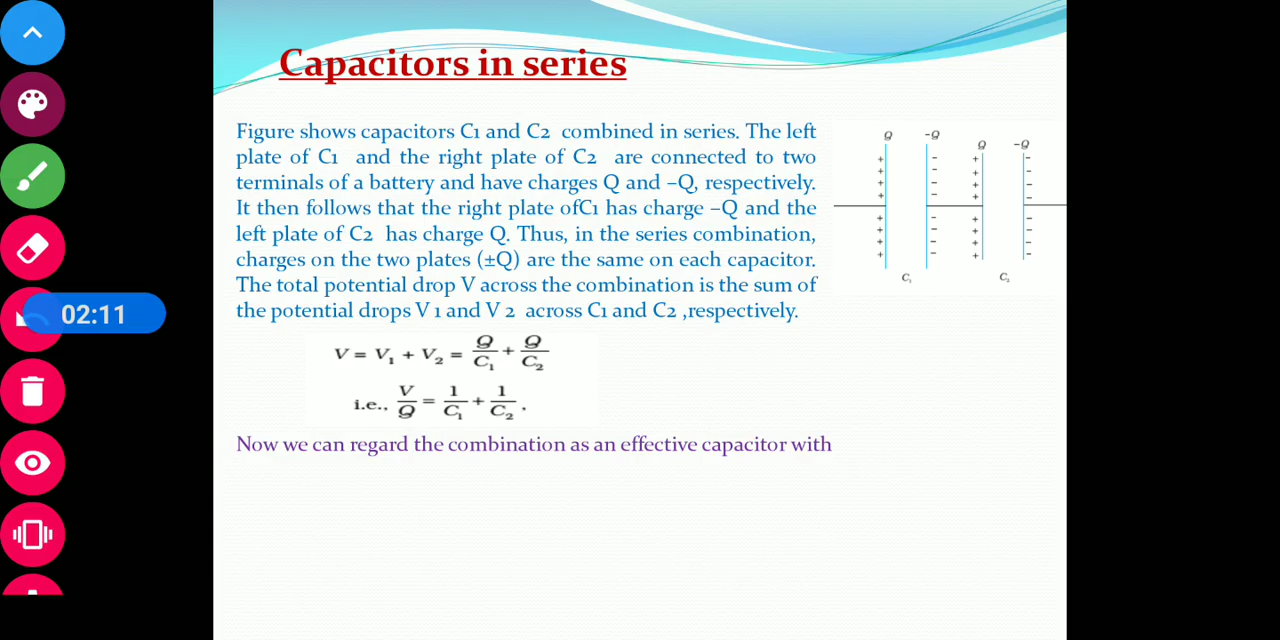 Capacitors in series
Figure shows capacitors C1 and C2 combined in series. The left
plate of C1 and the right plate of C2 are connected to two
terminals of a battery and have charges Q and –Q, respectively.
It then follows that the right plate ofC1 has charge –Q and the
left plate of C2 has charge Q. Thus, in the series combination,
charges on the two plates (±Q) are the same on each capacitor.
The total potential drop V across the combination is the sum of
the potential drops V 1 and V 2 across C1 and C2 ,respectively.
V = V₁ + V₂ = Q/C₁ + Q/C₂
i.e., V/Q = 1/C₁ + 1/C₂ .
Now we can regard the combination as an effective capacitor with
Q –Q Q –Q
C₁ C₂
02:11